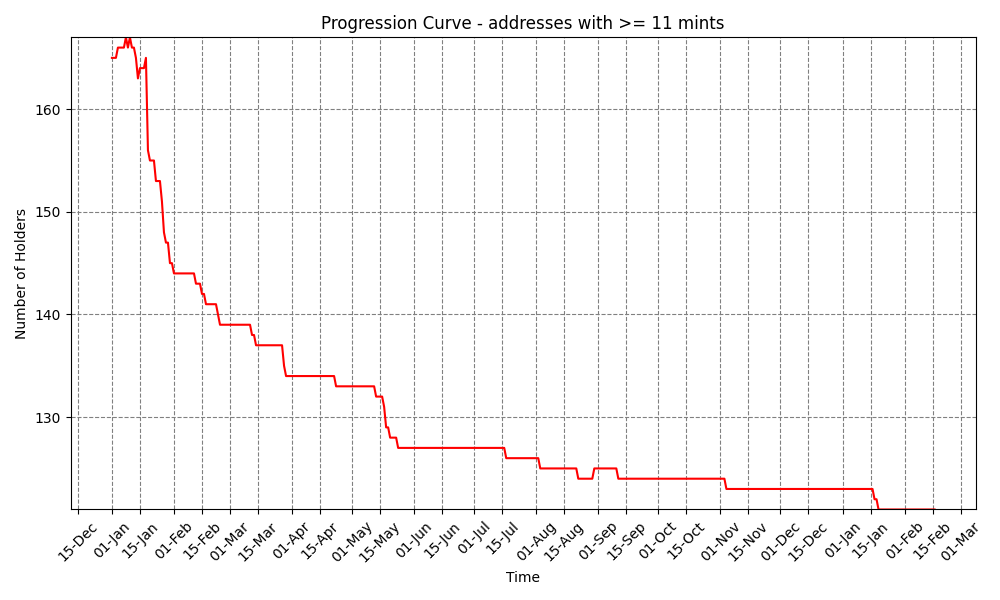 Progression Curve - addresses with >= 11 mints
Number of Holders
160
150
140
130
15-Dec
01-Jan
15-Jan
01-Feb
15-Feb
01-Mar
15-Mar
01-Apr
15-Apr
01-May
15-May
01-Jun
15-Jun
01-Jul
15-Jul
01-Aug
15-Aug
01-Sep
15-Sep
01-Oct
15-Oct
01-Nov
15-Nov
01-Dec
15-Dec
01-Jan
15-Jan
01-Feb
15-Feb
01-Mar
Time